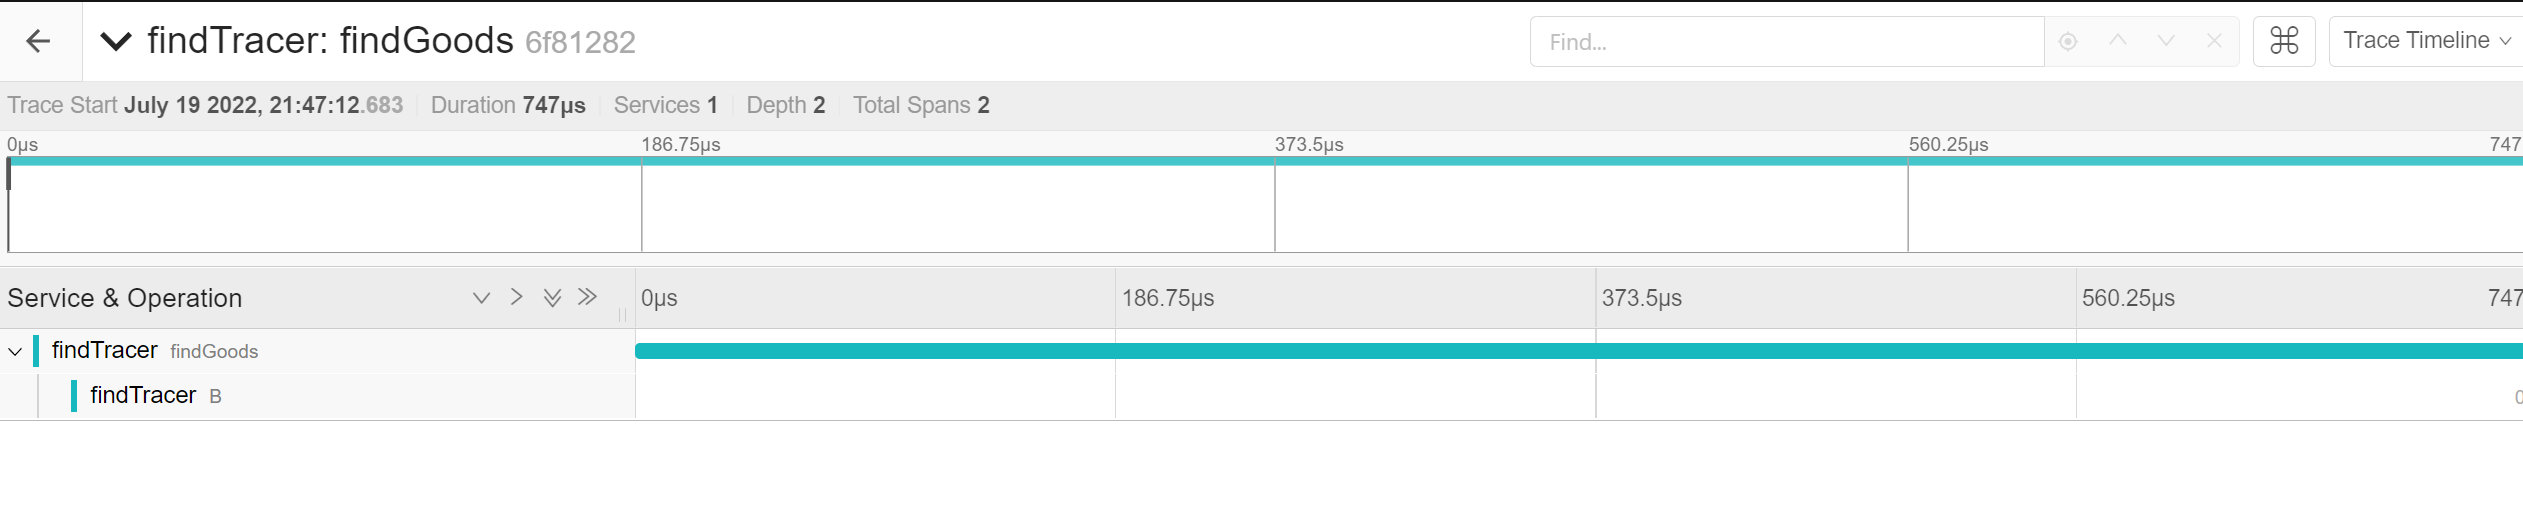 findTracer: findGoods 6f81282 Find... Trace Timeline
Trace Start July 19 2022, 21:47:12.683 Duration 747μs Services 1 Depth 2 Total Spans 2
0μs 186.75μs 373.5μs 560.25μs 747
Service & Operation 0μs 186.75μs 373.5μs 560.25μs 747
findTracer findGoods
findTracer B